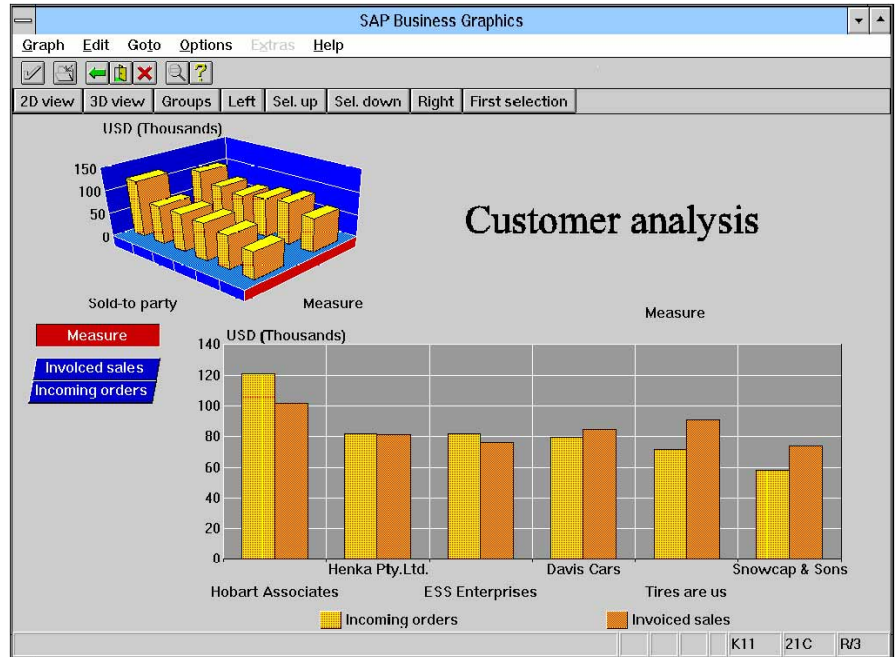 SAP Business Graphics
Graph Edit Goto Options Extras Help
2D view 3D view Groups Left Sel. up Sel. down Right First selection
USD (Thousands)
150
100
50
0
Sold-to party Measure
Customer analysis
Measure
Measure
Invoiced sales
Incoming orders
USD (Thousands)
140
120
100
80
60
40
20
0
Henka Pty.Ltd. Davis Cars Snowcap & Sons
Hobart Associates ESS Enterprises Tires are us
Incoming orders Invoiced sales
K11 21C R/3